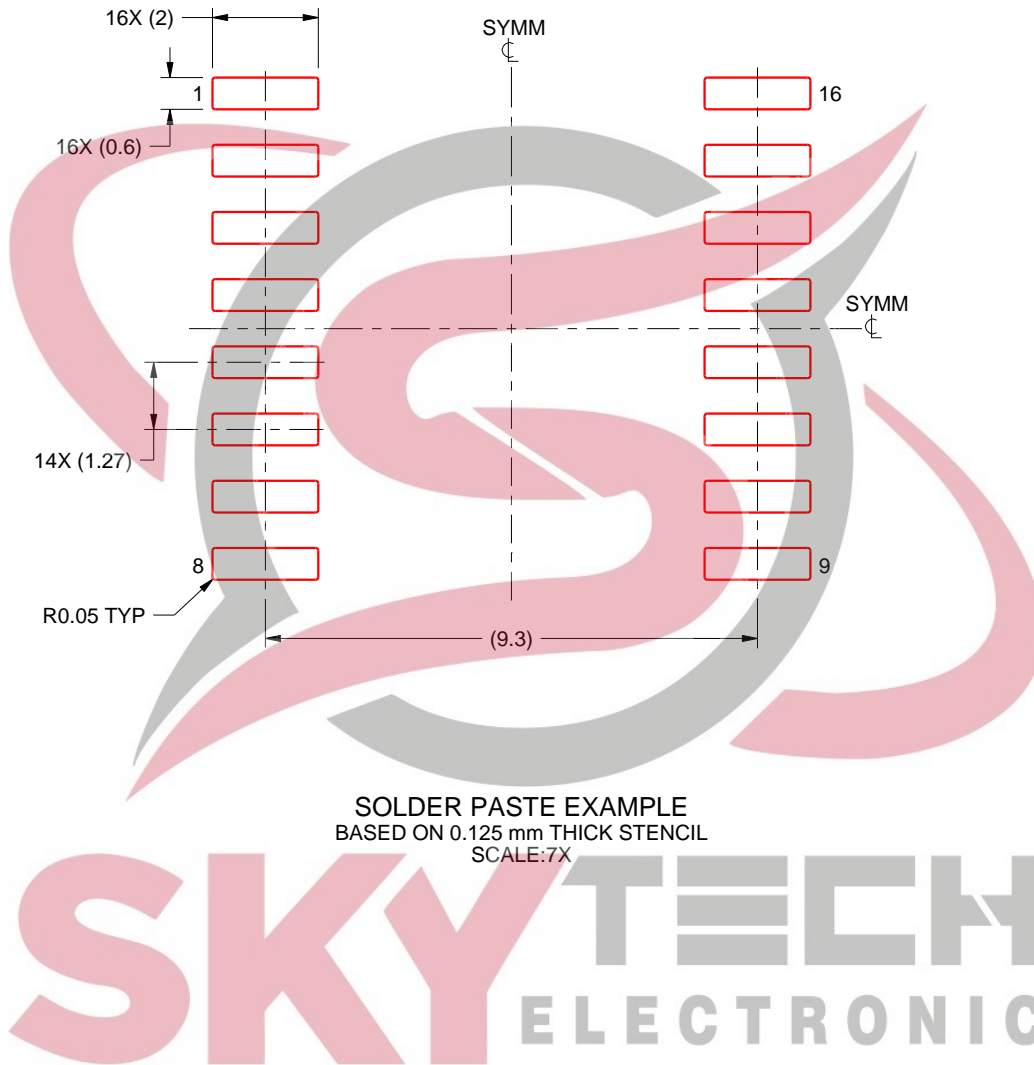 16X (2)
SYMM
℄
1
16
16X (0.6)
SYMM
℄
14X (1.27)
8
9
R0.05 TYP
(9.3)
SOLDER PASTE EXAMPLE
BASED ON 0.125 mm THICK STENCIL
SCALE:7X
SKYTECH
ELECTRONIC